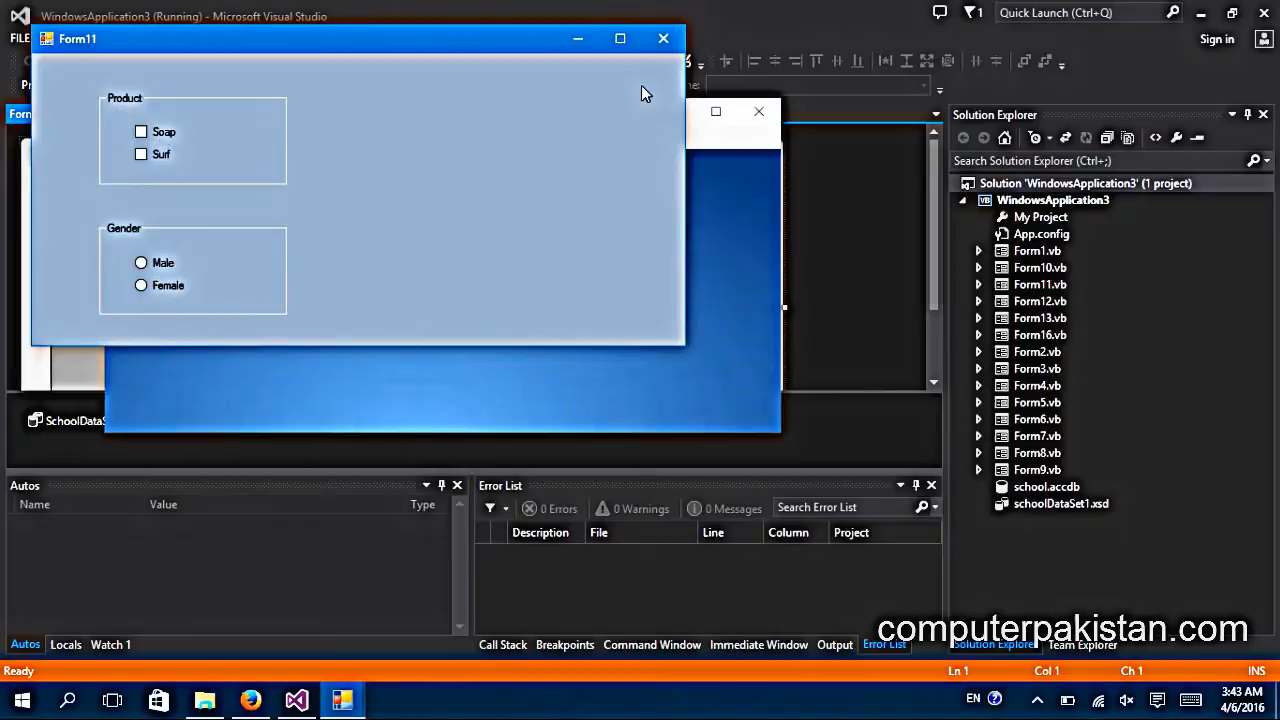 WindowsApplication3 (Running) - Microsoft Visual Studio
1
Quick Launch (Ctrl+Q)
FILE
Sign in
Form11
Product
Soap
Surf
Gender
Male
Female
Solution Explorer
Search Solution Explorer (Ctrl+;)
Solution 'WindowsApplication3' (1 project)
VB WindowsApplication3
My Project
App.config
Form1.vb
Form10.vb
Form11.vb
Form12.vb
Form13.vb
Form16.vb
Form2.vb
Form3.vb
Form4.vb
Form5.vb
Form6.vb
Form7.vb
Form8.vb
Form9.vb
school.accdb
schoolDataSet1.xsd
Autos
Name Value Type
Error List
0 Errors 0 Warnings 0 Messages Search Error List
Description File Line Column Project
computerpakistan.com
Autos Locals Watch 1
Call Stack Breakpoints Command Window Immediate Window Output Error List Solution Explorer Team Explorer
Ready Ln 1 Col 1 Ch 1 INS
EN 3:43 AM
4/6/2016